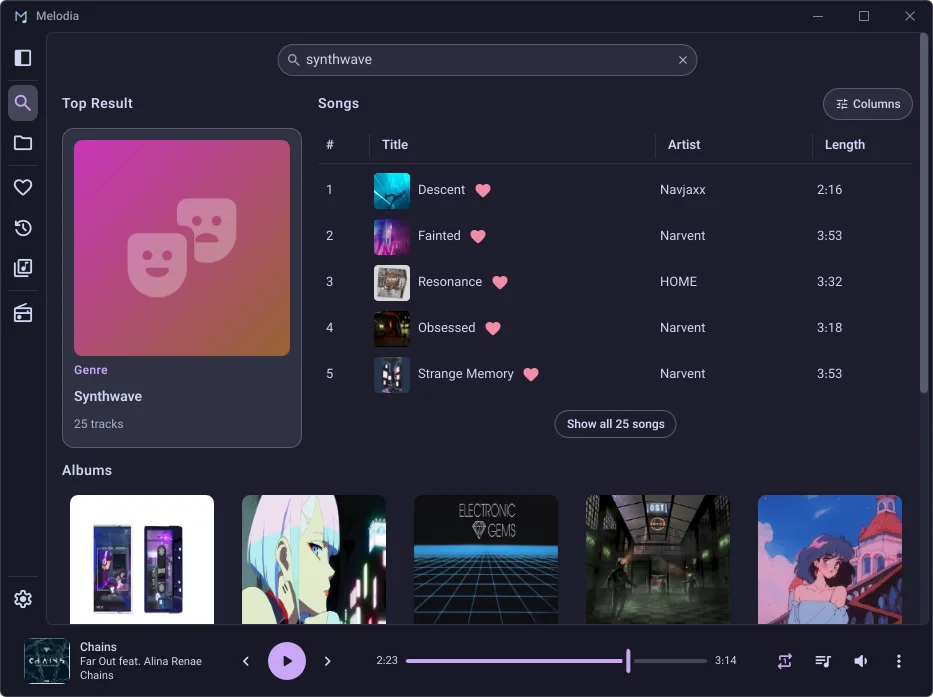 Melodia
synthwave
Top Result
Songs
Columns
# Title Artist Length
1 Descent Navjaxx 2:16
2 Fainted Narvent 3:53
3 Resonance HOME 3:32
4 Obsessed Narvent 3:18
5 Strange Memory Narvent 3:53
Genre
Synthwave
25 tracks
Show all 25 songs
Albums
ELECTRONIC
GEMS
LOST
CHAINS
Chains
Far Out feat. Alina Renae
Chains
2:23
3:14
1